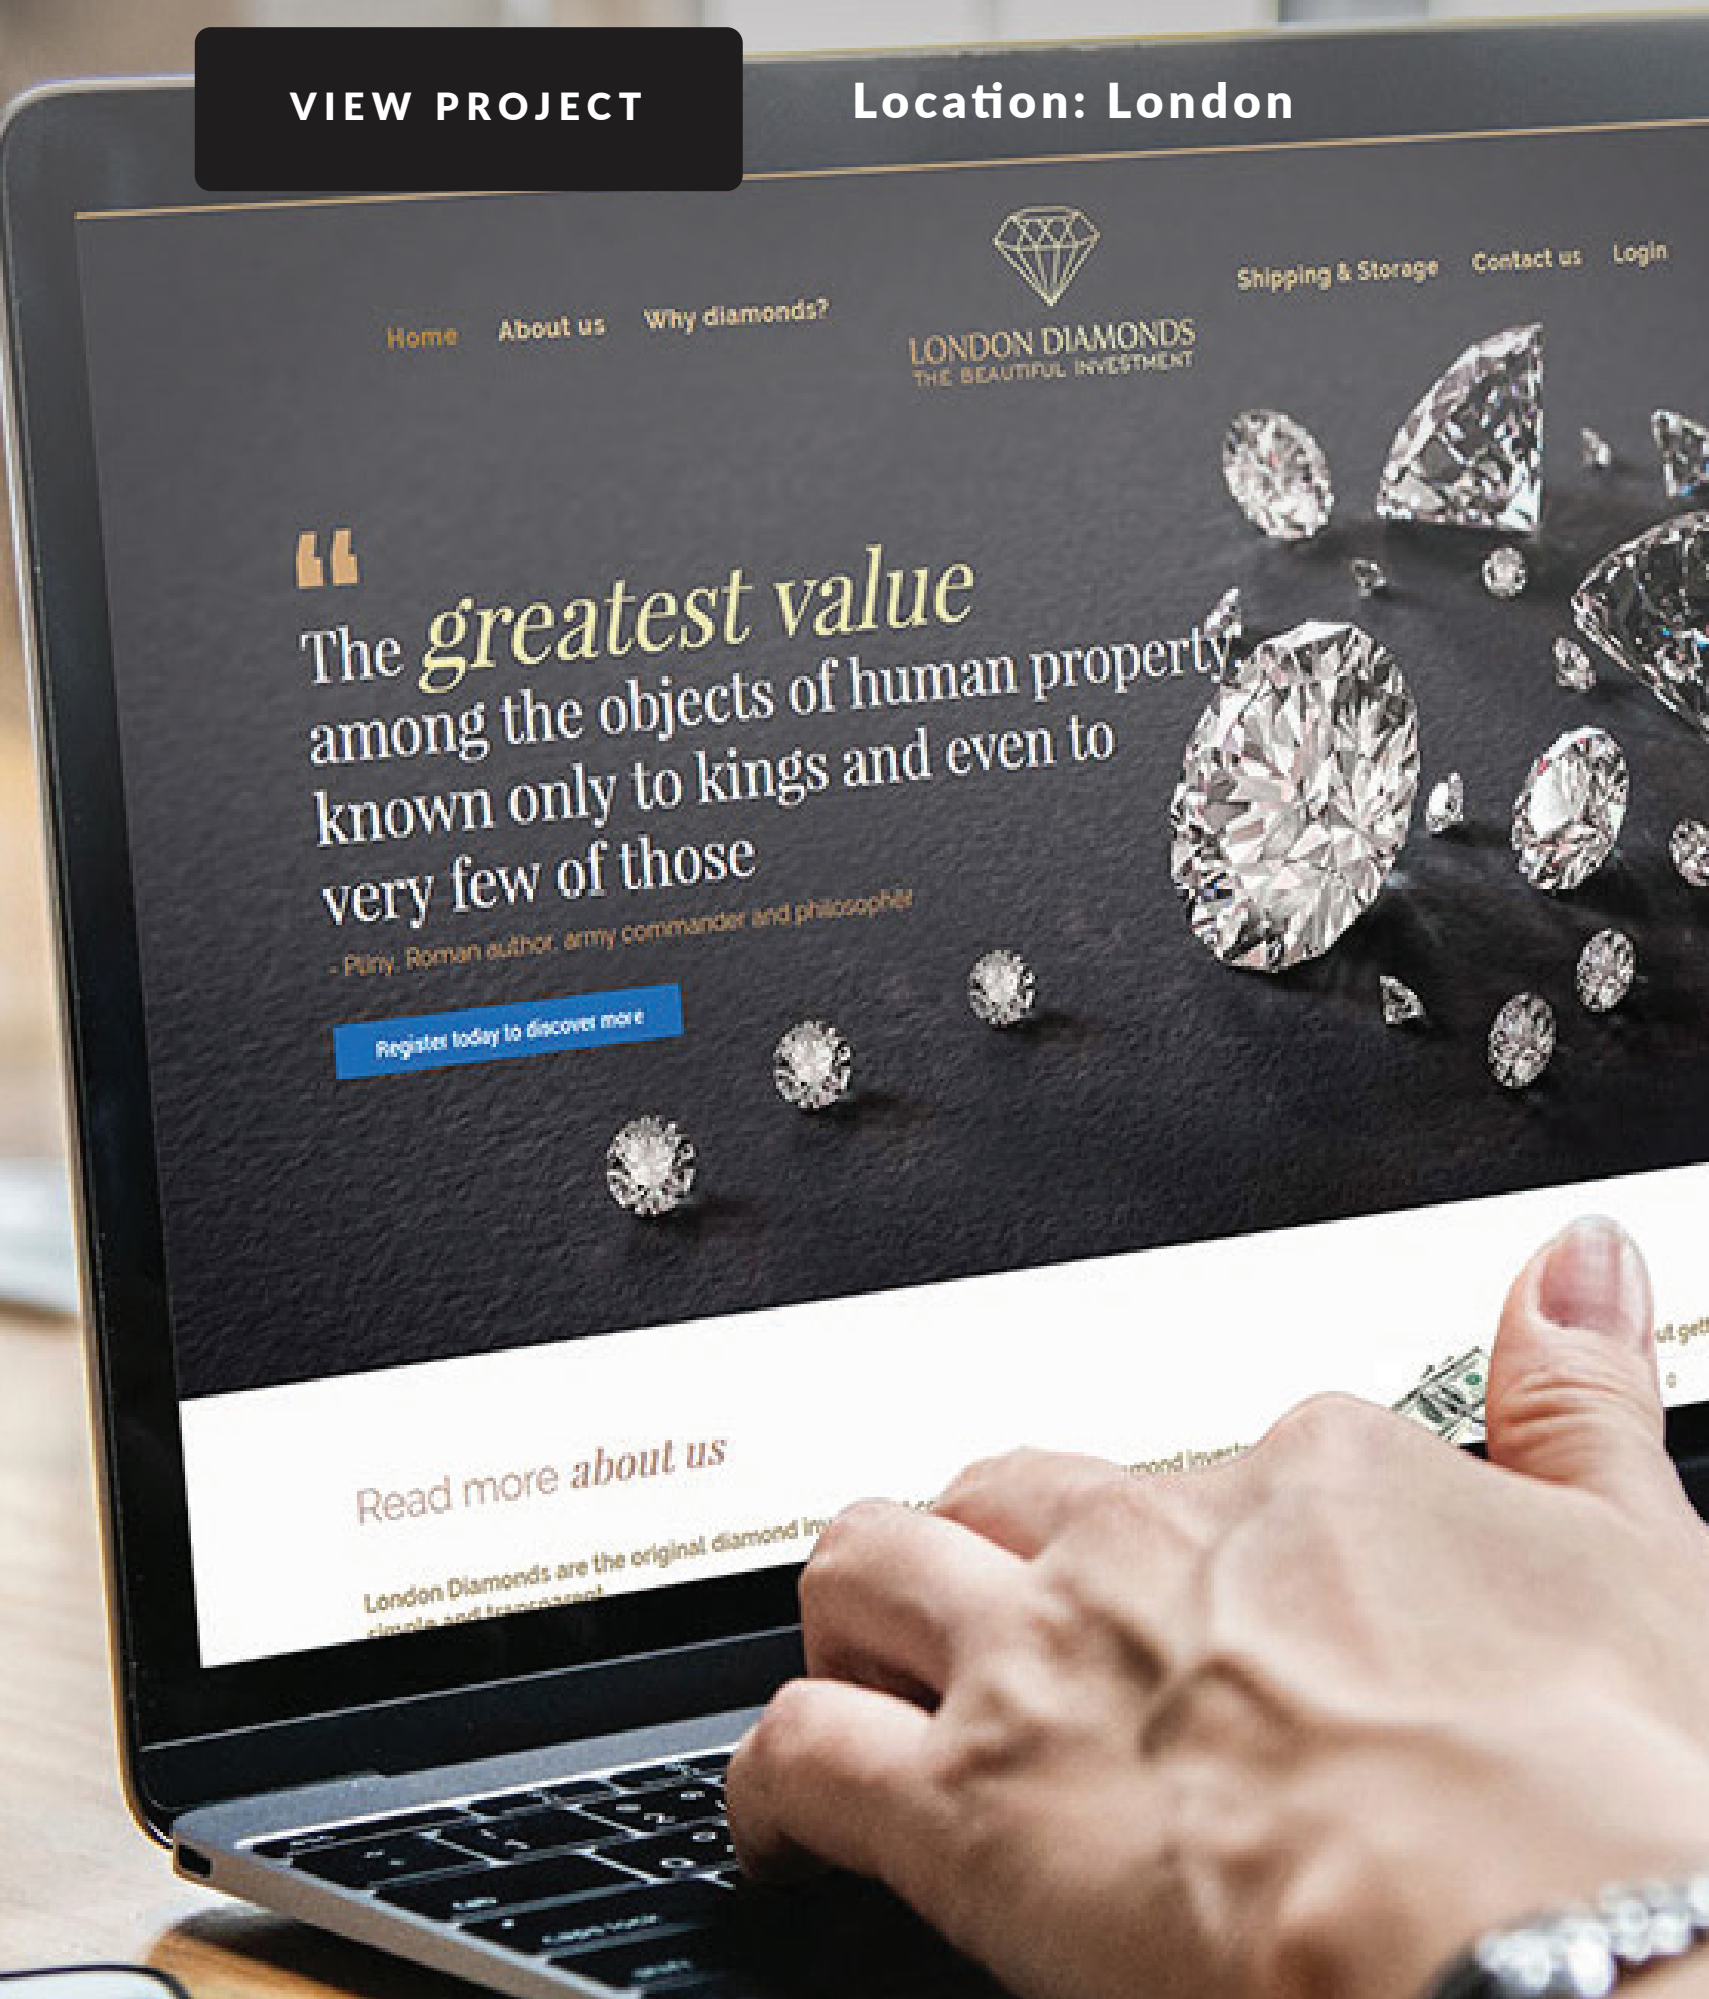 VIEW PROJECT
Location: London
Home About us Why diamonds?
LONDON DIAMONDS
THE BEAUTIFUL INVESTMENT
Shipping & Storage Contact us Login
“
The greatest value
among the objects of human property,
known only to kings and even to
very few of those
- Pliny, Roman author, army commander and philosopher
Register today to discover more
Read more about us
London Diamonds are the original diamond
simple and transparent